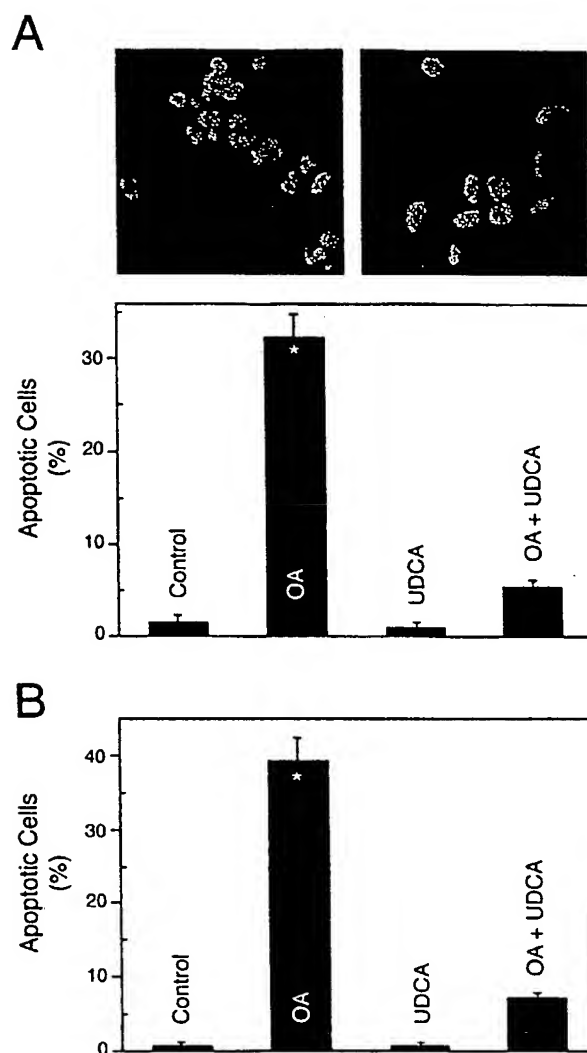 A
Apoptotic Cells
(%)
30
20
10
0
Control
OA
*
UDCA
OA + UDCA
B
Apoptotic Cells
(%)
40
30
20
10
0
Control
OA
*
UDCA
OA + UDCA